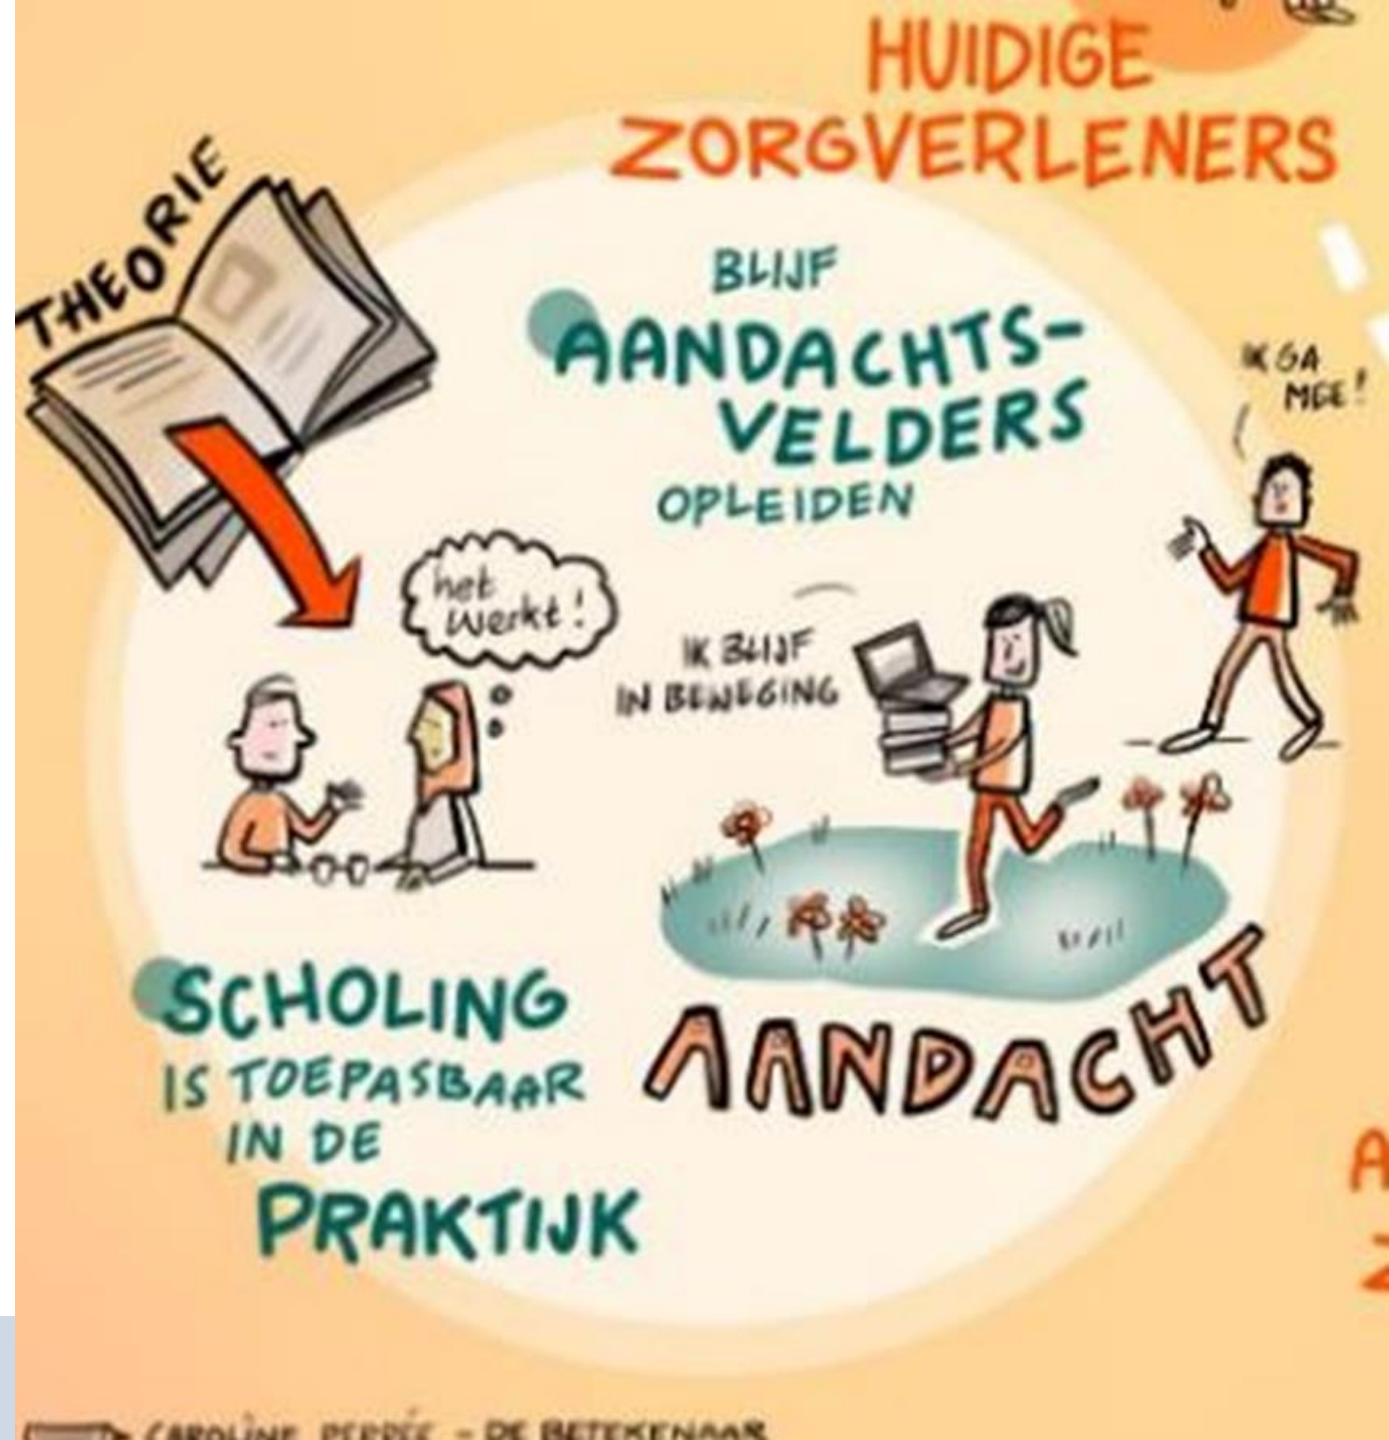 HUIDIGE
ZORGVERLENERS
THEORIE
BLIJF
AANDACHTS-
VELDERS
OPLEIDEN
IK GA
MEE!
het
werkt!
IK BLIJF
IN BEWEGING
AANDACHT
SCHOLING
IS TOEPASBAAR
IN DE
PRAKTIJK
A
Z
CAROLINE PERRÉE - DE BETEKENAAR